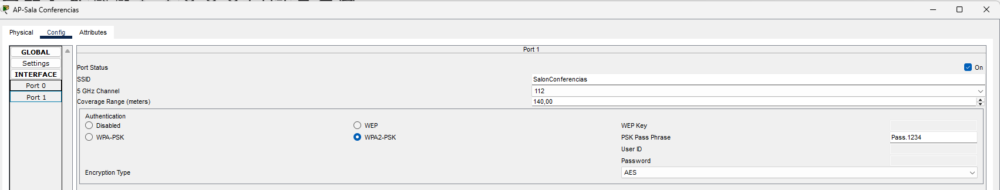 AP-Sala Conferencias
Physical Config Attributes
GLOBAL
Settings
INTERFACE
Port 0
Port 1
Port 1
Port Status On
SSID SalonConferencias
5 GHz Channel 112
Coverage Range (meters) 140,00
Authentication
Disabled WEP WEP Key
WPA-PSK WPA2-PSK PSK Pass Phrase Pass.1234
User ID
Password
Encryption Type AES